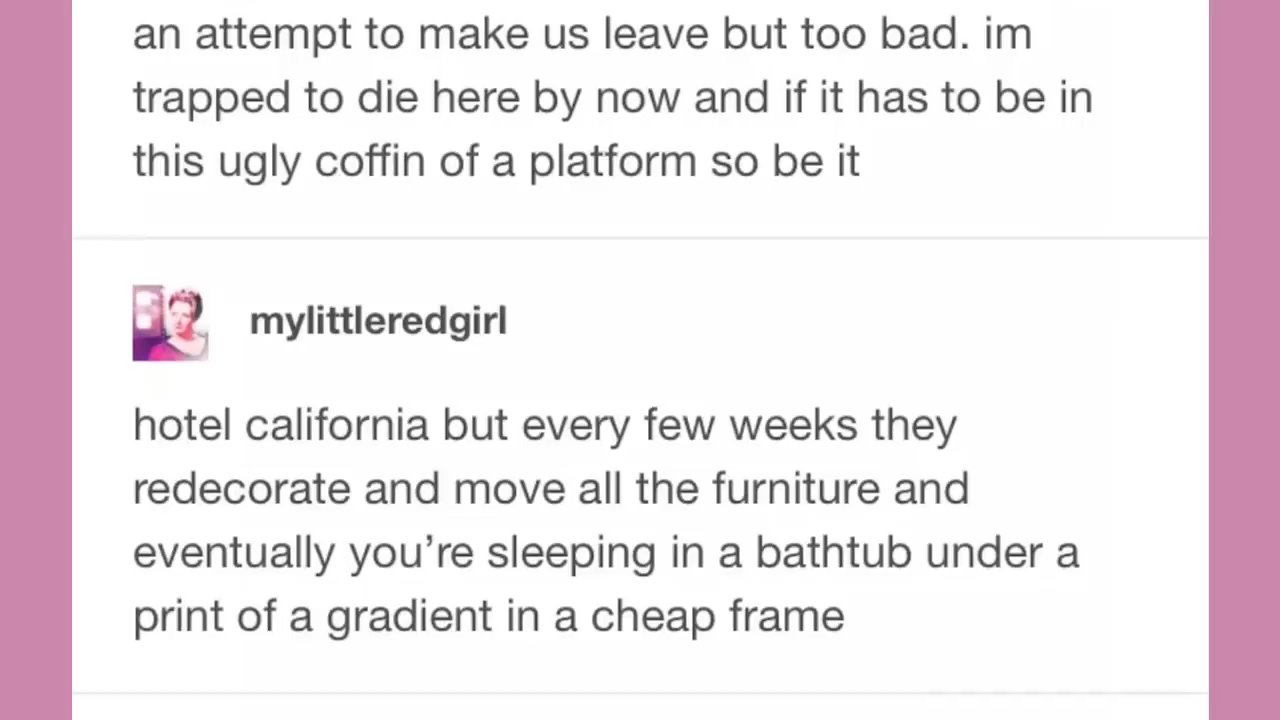 an attempt to make us leave but too bad. im
trapped to die here by now and if it has to be in
this ugly coffin of a platform so be it
mylittleredgirl
hotel california but every few weeks they
redecorate and move all the furniture and
eventually you’re sleeping in a bathtub under a
print of a gradient in a cheap frame